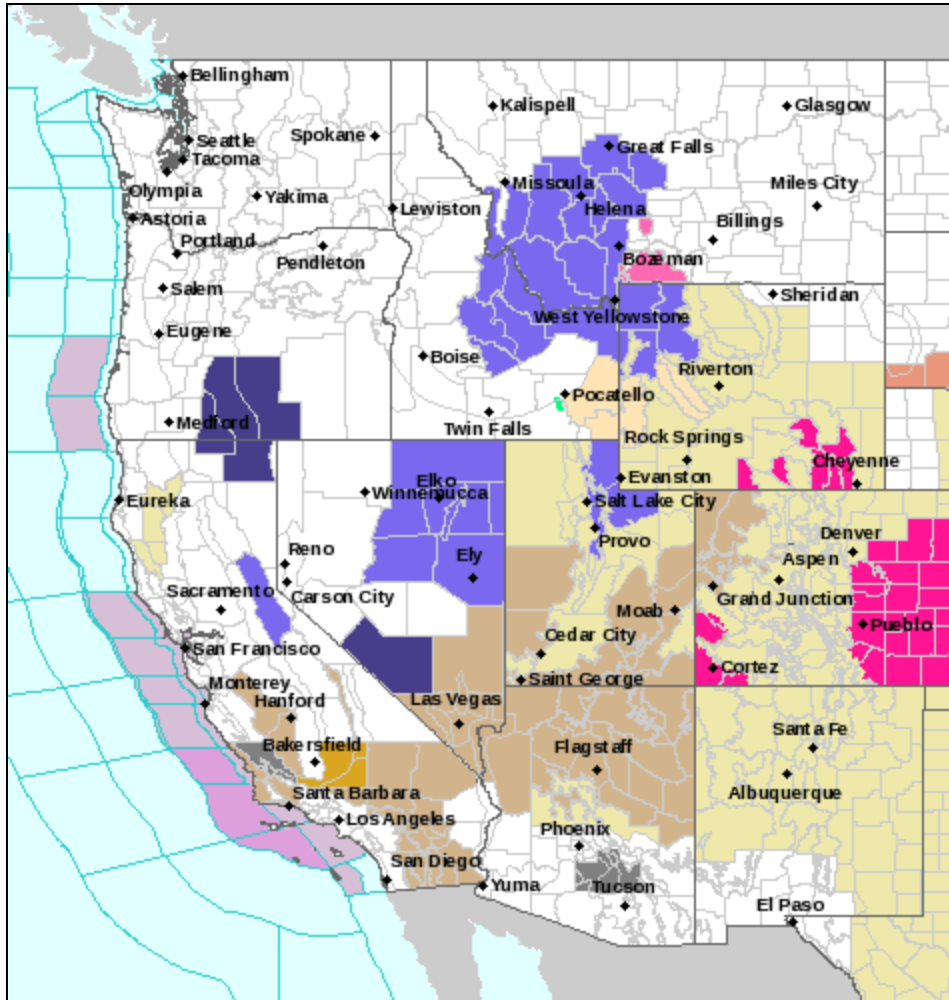 Bellingham
Kalispell
Glasgow
Seattle
Spokane
Great Falls
Tacoma
Olympia
Missoula
Miles City
Yakima
Lewiston
Helena
Astoria
Billings
Portland
Pendleton
Bozeman
Salem
Sheridan
West Yellowstone
Eugene
Boise
Riverton
Pocatello
Medford
Twin Falls
Rock Springs
Cheyenne
Elko
Winnemucca
Evanston
Eureka
Salt Lake City
Denver
Provo
Reno
Ely
Aspen
Sacramento
Carson City
Grand Junction
Moab
Pueblo
Cedar City
San Francisco
Cortez
Saint George
Monterey
Hanford
Las Vegas
Santa Fe
Bakersfield
Flagstaff
Santa Barbara
Albuquerque
Los Angeles
Phoenix
San Diego
Yuma
Tucson
El Paso